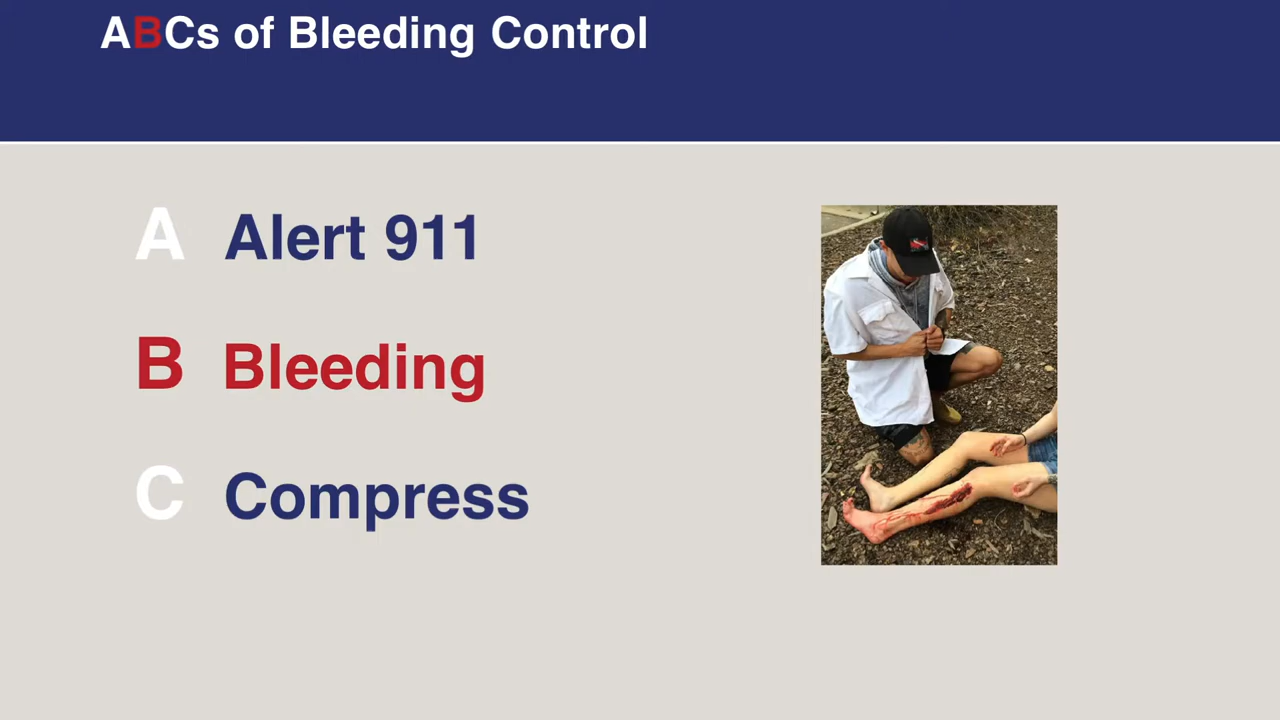 ABCs of Bleeding Control
A Alert 911
B Bleeding
C Compress